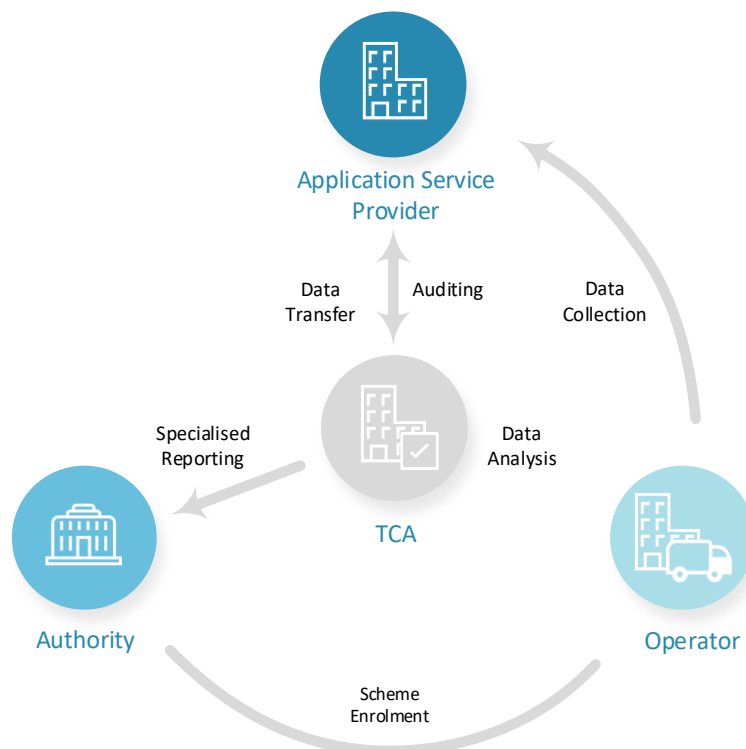 Application Service
Provider
Data
Transfer
Auditing
Data
Collection
Specialised
Reporting
Data
Analysis
TCA
Authority
Operator
Scheme
Enrolment